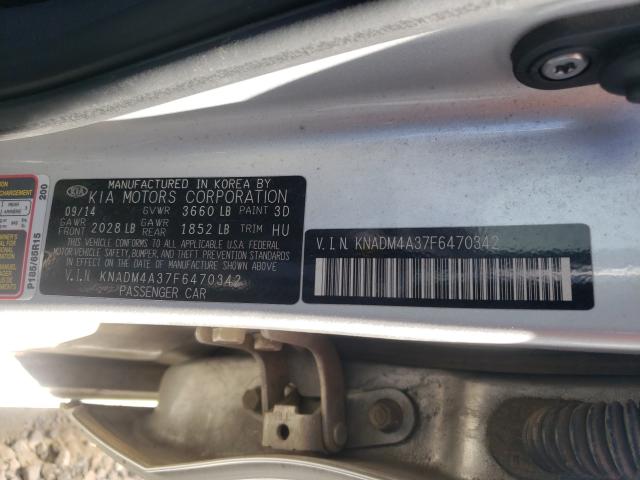 MANUFACTURED IN KOREA BY
KIA
KIA MOTORS CORPORATION
09/14 GVWR 3660 LB PAINT 3D
GAWR FRONT 2028 LB GAWR REAR 1852 LB TRIM HU
THIS VEHICLE CONFORMS TO ALL APPLICABLE U.S.A FEDERAL
MOTOR VEHICLE SAFETY, BUMPER, AND THEFT PREVENTION STANDARDS
IN EFFECT ON THE DATE OF MANUFACTURE SHOWN ABOVE.
V.I.N. KNADM4A37F6470342
PASSENGER CAR
V.I.N. KNADM4A37F6470342
P185/65R15
200